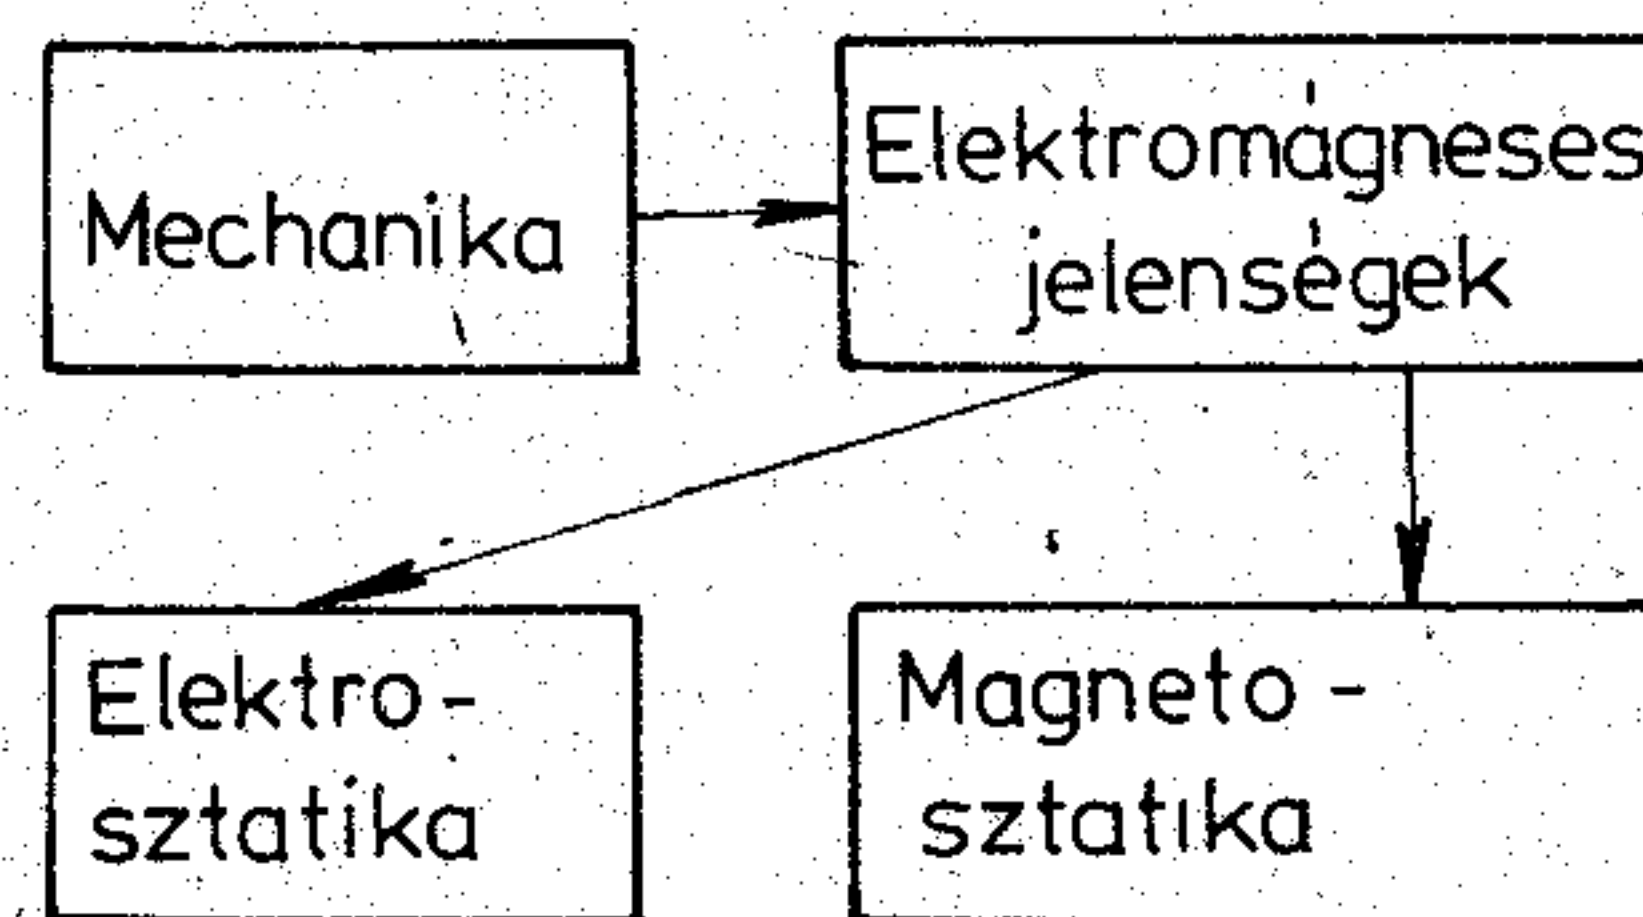 Mechanika
Elektromágneses
jelenségek
Elektro-
sztatika
Magneto-
sztatika